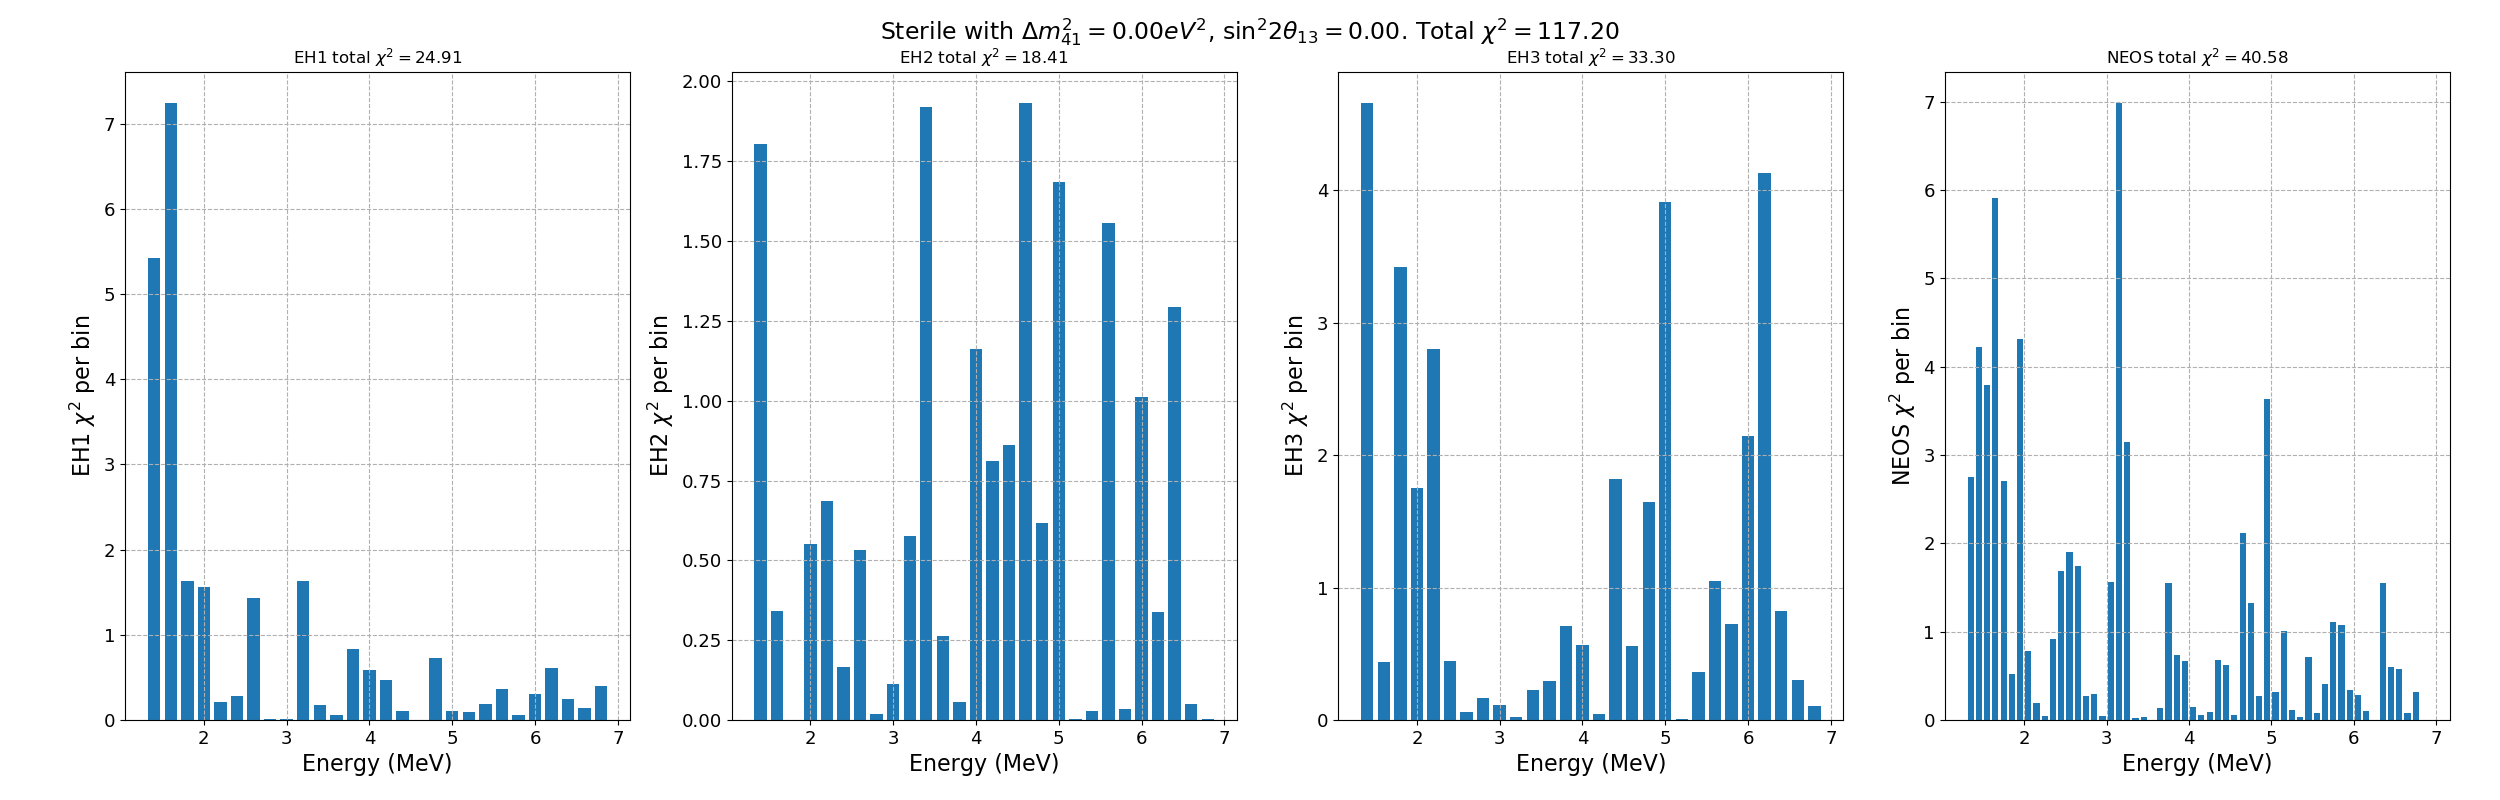 Sterile with Δm²₄₁ = 0.00eV², sin²2θ₁₃ = 0.00. Total χ² = 117.20
EH1 total χ² = 24.91
7
6
5
4
3
2
1
0
EH1 χ² per bin
2 3 4 5 6 7
Energy (MeV)
EH2 total χ² = 18.41
2.00
1.75
1.50
1.25
1.00
0.75
0.50
0.25
0.00
EH2 χ² per bin
2 3 4 5 6 7
Energy (MeV)
EH3 total χ² = 33.30
4
3
2
1
0
EH3 χ² per bin
2 3 4 5 6 7
Energy (MeV)
NEOS total χ² = 40.58
7
6
5
4
3
2
1
0
NEOS χ² per bin
2 3 4 5 6 7
Energy (MeV)